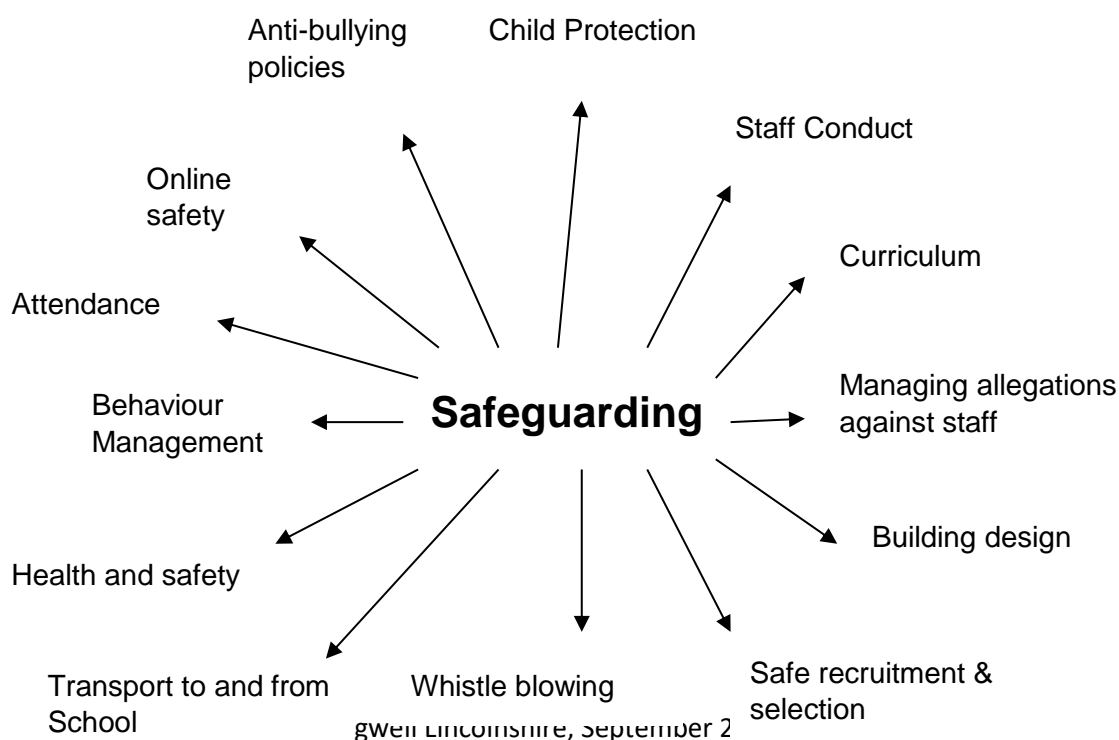 Anti-bullying
policies
Child Protection
Staff Conduct
Online
safety
Curriculum
Attendance
Managing allegations
against staff
Behaviour
Management
Safeguarding
Building design
Health and safety
Transport to and from
School
Whistle blowing
Safe recruitment &
selection
Lincolnshire, September 2